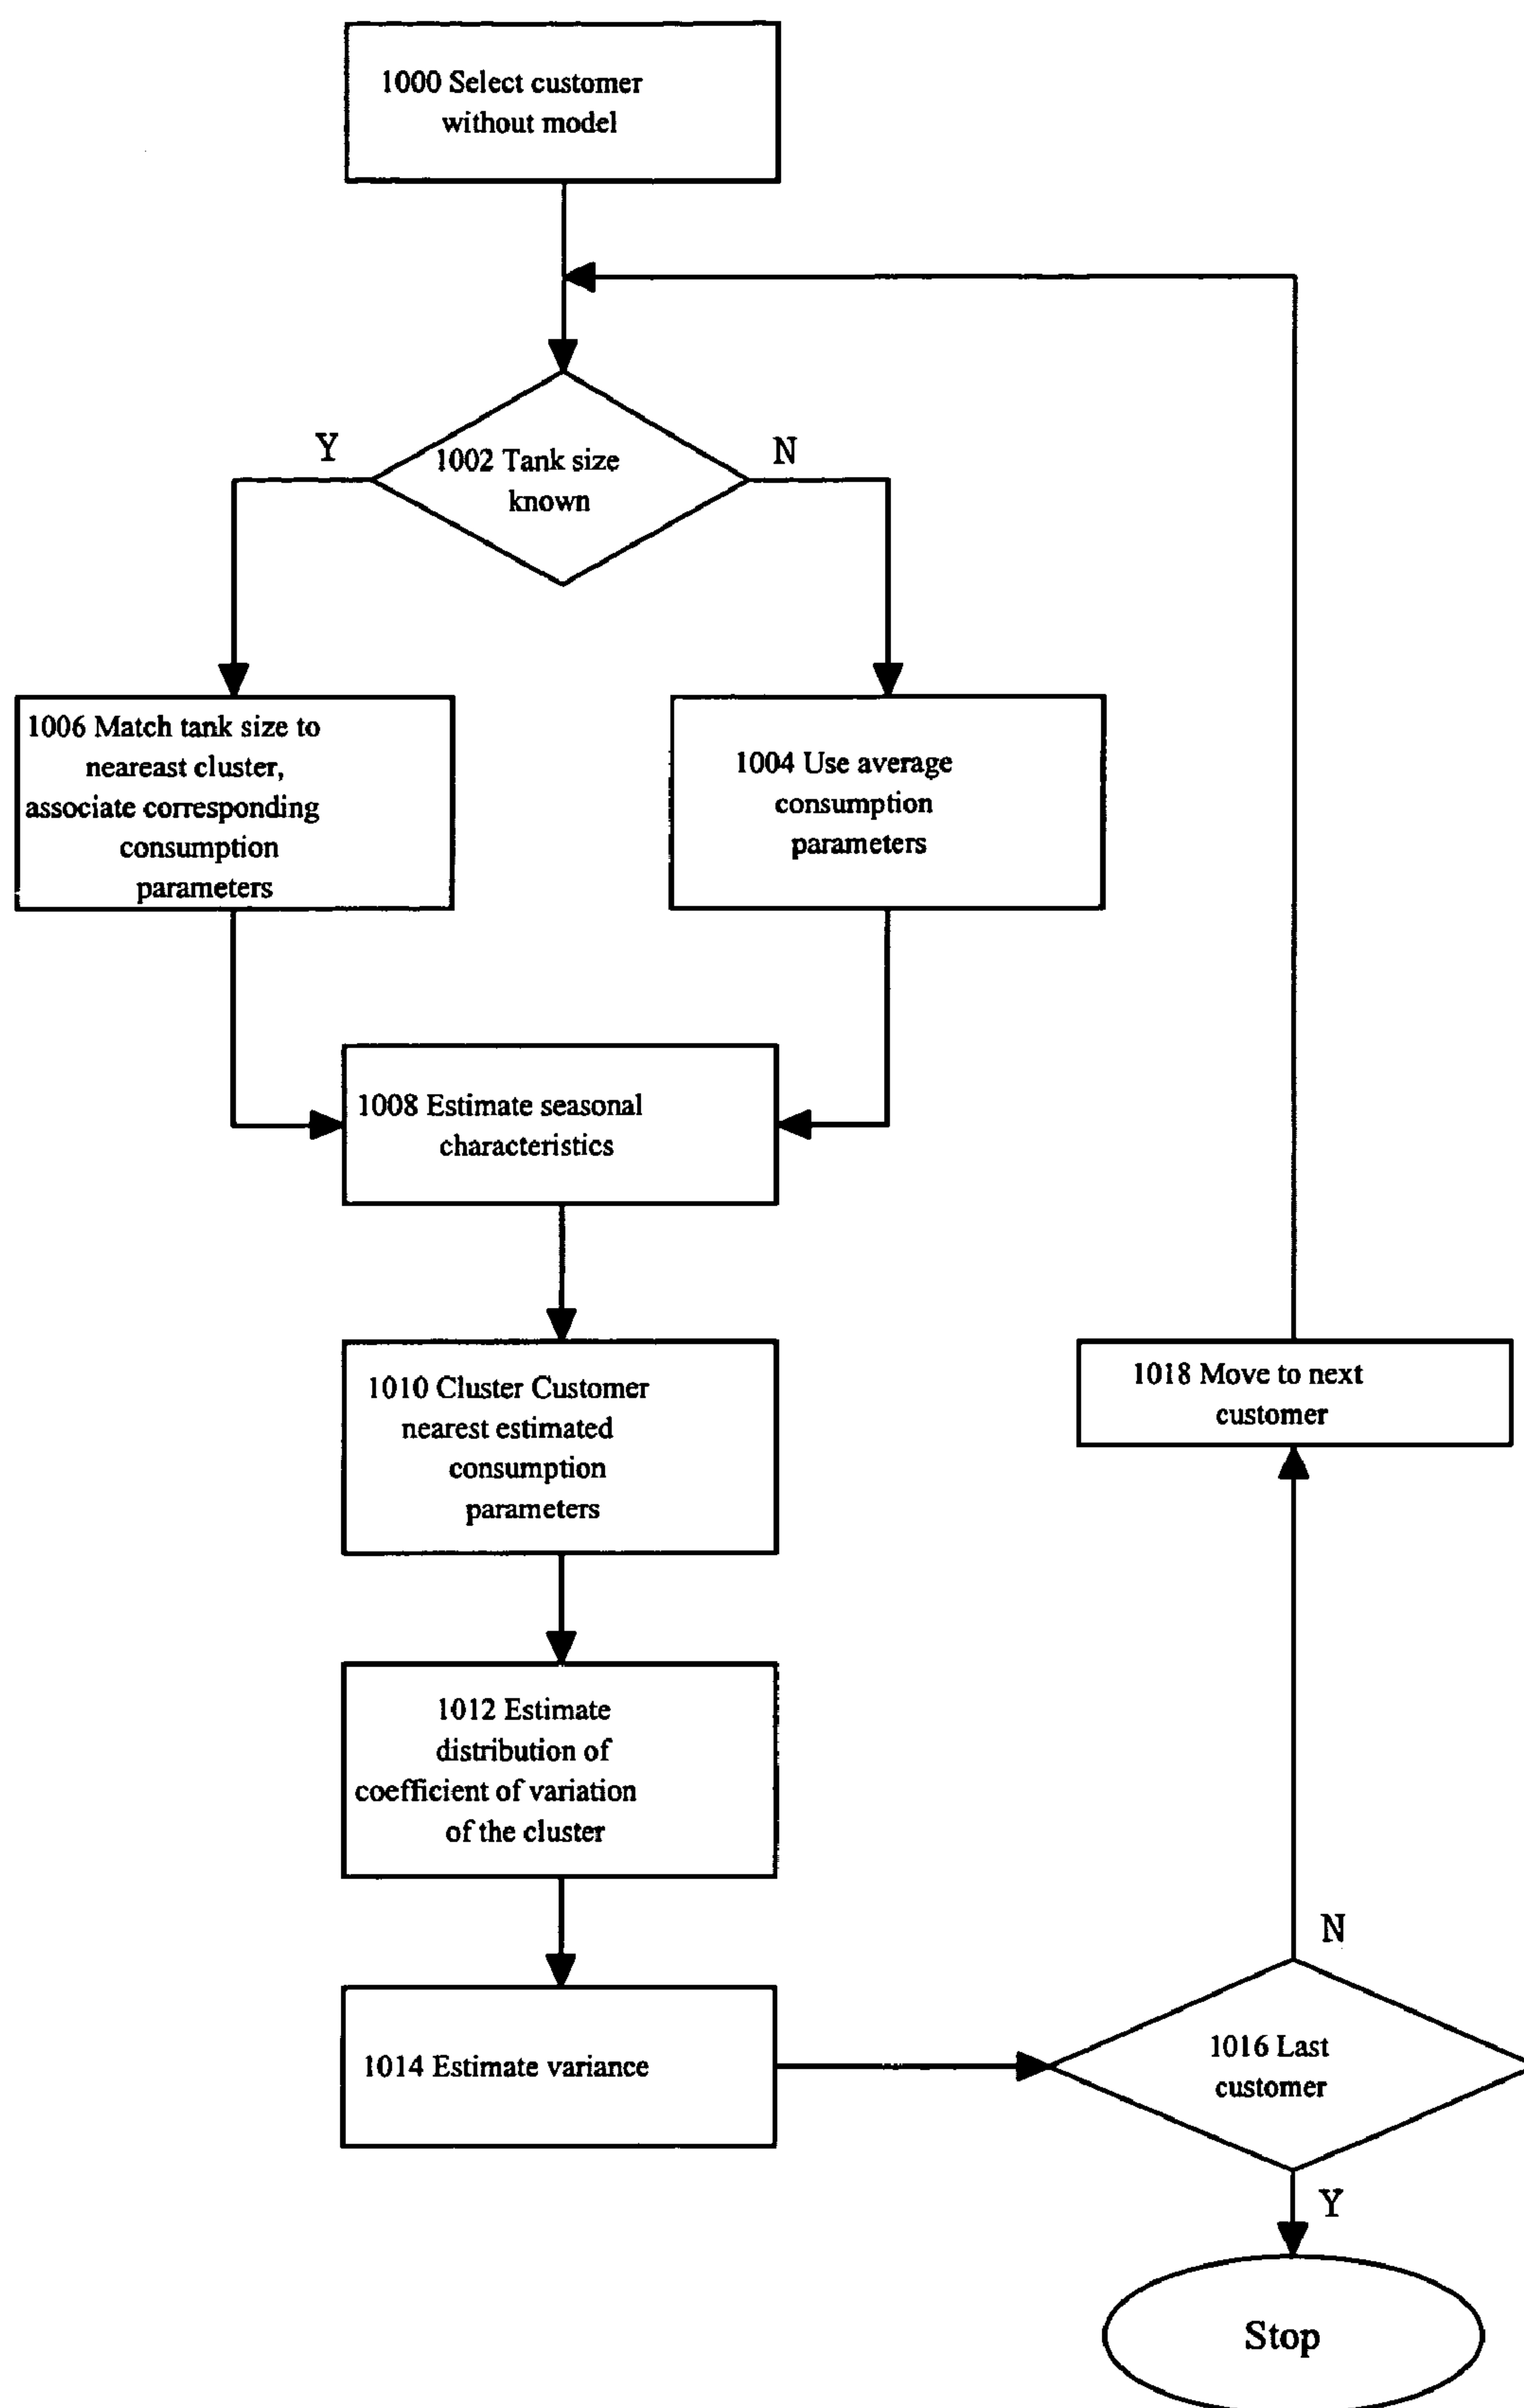 1000 Select customer
without model
Y
N
1002 Tank size
known
1006 Match tank size to
neareast cluster,
associate corresponding
consumption
parameters
1004 Use average
consumption
parameters
1008 Estimate seasonal
characteristics
1010 Cluster Customer
nearest estimated
consumption
parameters
1018 Move to next
customer
1012 Estimate
distribution of
coefficient of variation
of the cluster
N
1014 Estimate variance
1016 Last
customer
Y
Stop